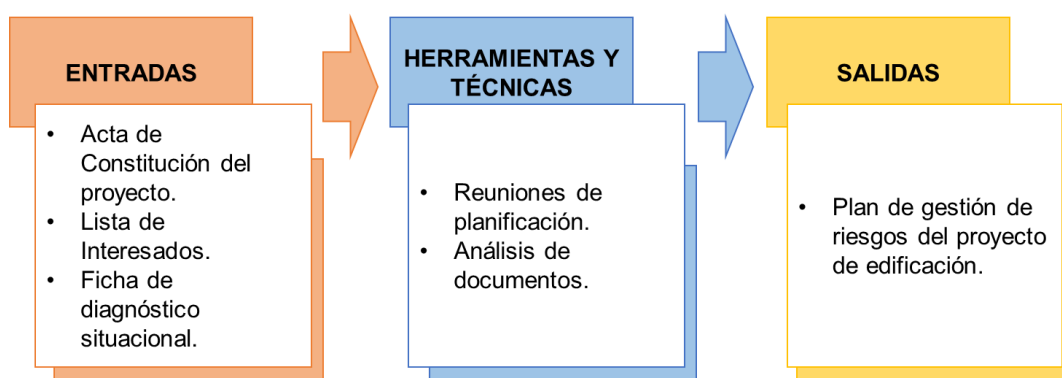 ENTRADAS
• Acta de
Constitución del
proyecto.
• Lista de
Interesados.
• Ficha de
diagnóstico
situacional.
HERRAMIENTAS Y
TÉCNICAS
• Reuniones de
planificación.
• Análisis de
documentos.
SALIDAS
• Plan de gestión de
riesgos del proyecto
de edificación.